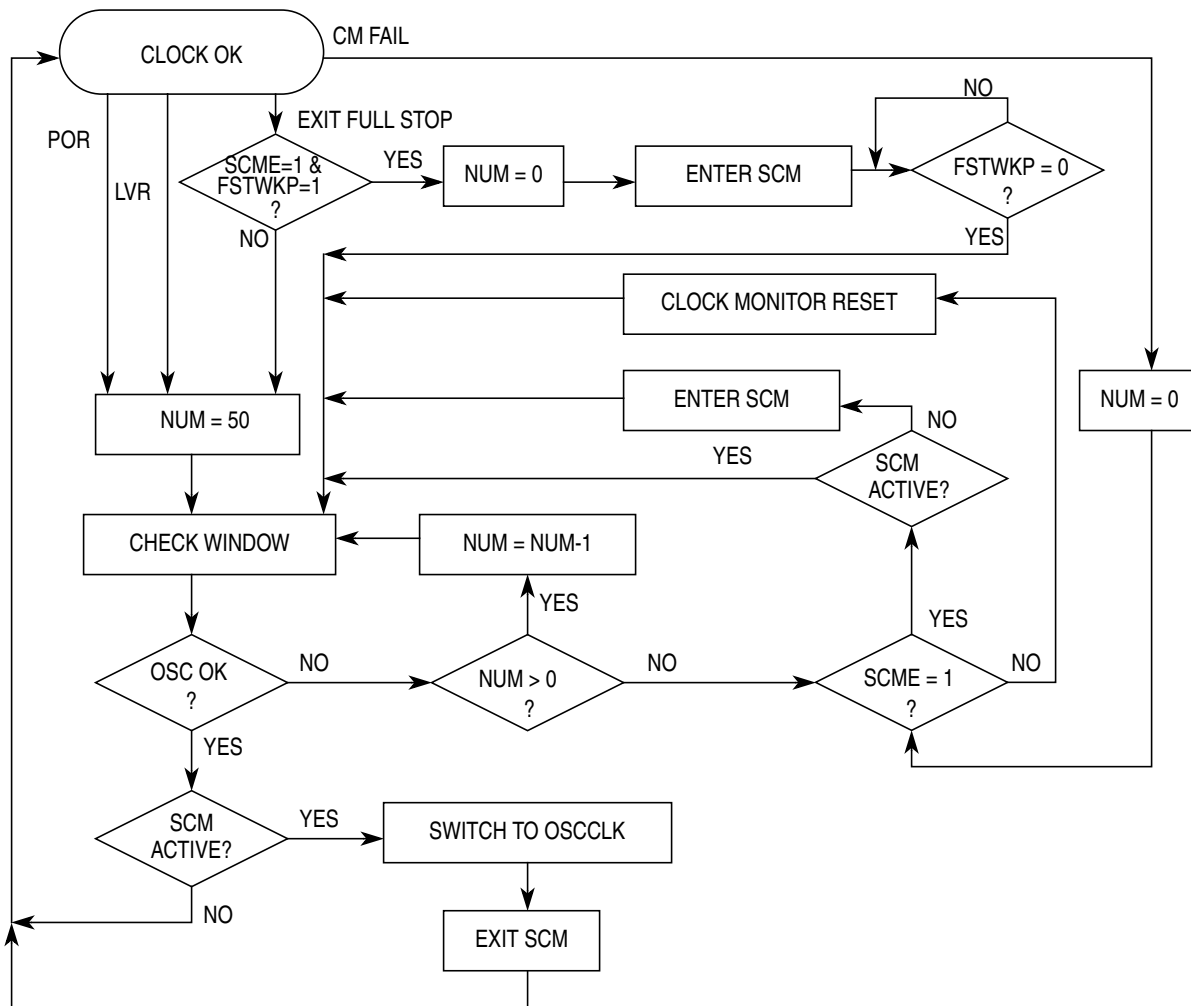 CLOCK OK
CM FAIL
POR
LVR
EXIT FULL STOP
SCME=1 &
FSTWKP=1
?
YES
NO
NUM = 0
ENTER SCM
NO
FSTWKP = 0
?
YES
CLOCK MONITOR RESET
ENTER SCM
NUM = 0
NUM = 50
NO
YES
SCM
ACTIVE?
CHECK WINDOW
NUM = NUM-1
YES
YES
OSC OK
?
NO
NUM > 0
?
NO
SCME = 1
?
NO
YES
SCM
ACTIVE?
YES
SWITCH TO OSCCLK
NO
EXIT SCM